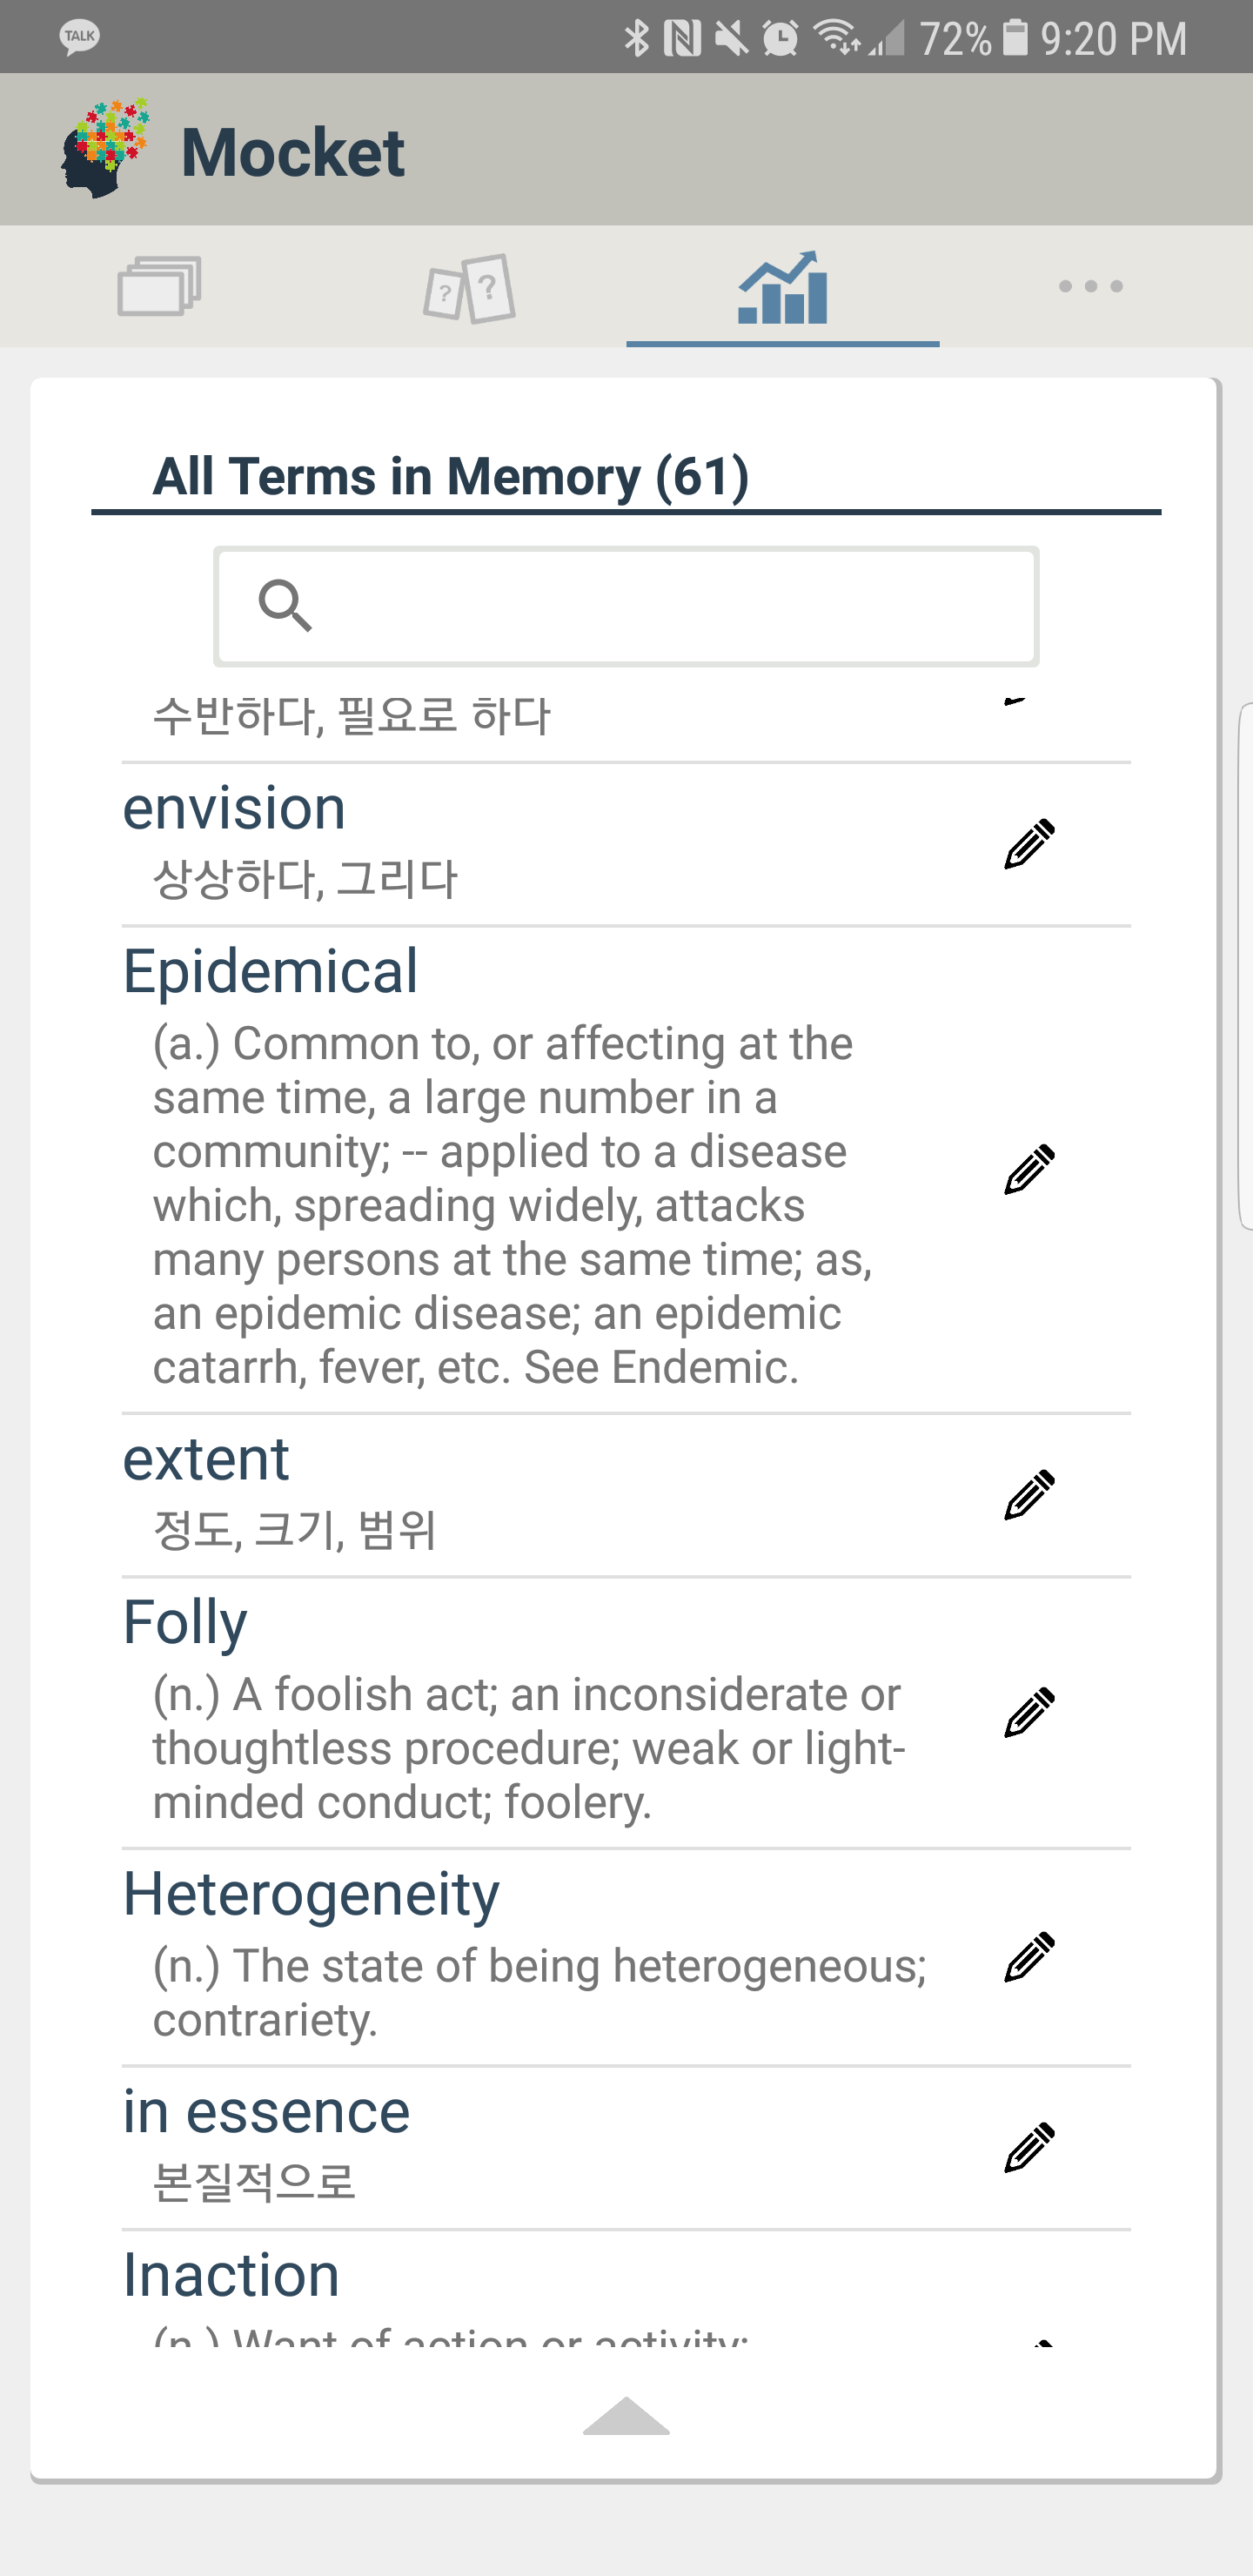 TALK
72% 9:20 PM
Mocket
? ?
All Terms in Memory (61)
수반하다, 필요로 하다
envision
상상하다, 그리다
Epidemical
(a.) Common to, or affecting at the
same time, a large number in a
community; -- applied to a disease
which, spreading widely, attacks
many persons at the same time; as,
an epidemic disease; an epidemic
catarrh, fever, etc. See Endemic.
extent
정도, 크기, 범위
Folly
(n.) A foolish act; an inconsiderate or
thoughtless procedure; weak or light-
minded conduct; foolery.
Heterogeneity
(n.) The state of being heterogeneous;
contrariety.
in essence
본질적으로
Inaction
(n.) Want of action or activity;